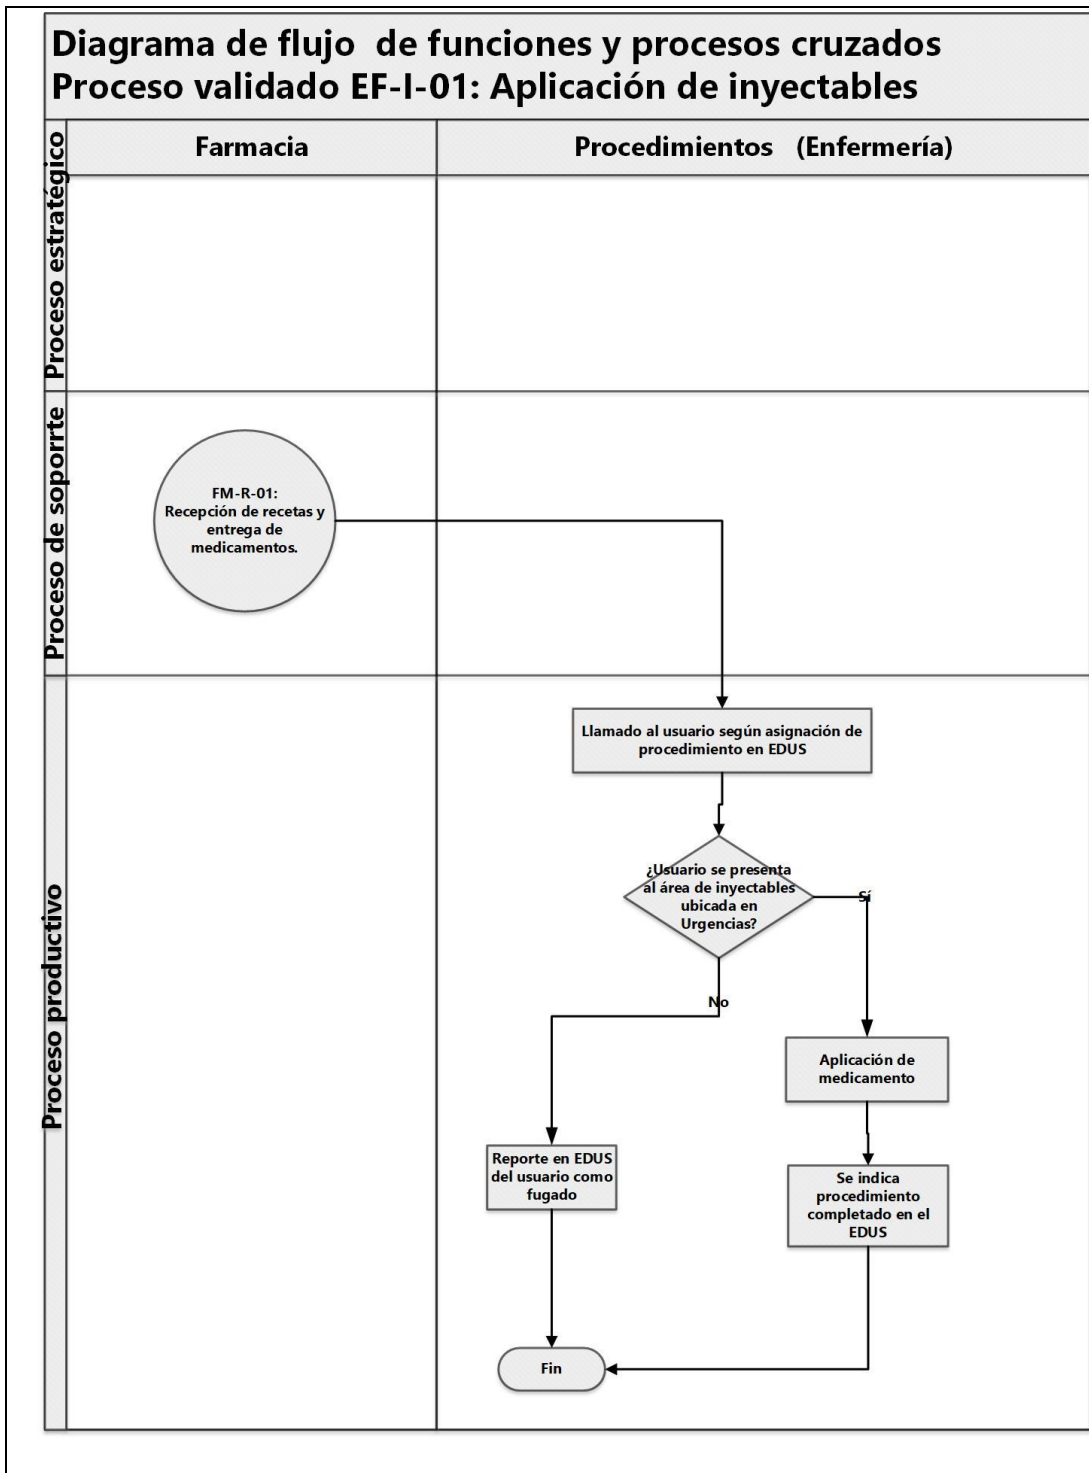 Diagrama de flujo  de funciones y procesos cruzados
Proceso validado EF-I-01: Aplicación de inyectables
Farmacia
Procedimientos   (Enfermería)
Proceso estratégico
Proceso de soporte
FM-R-01:
Recepción de recetas y
entrega de
medicamentos.
Proceso productivo
Llamado al usuario según asignación de
procedimiento en EDUS
¿Usuario se presenta
al área de inyectables
ubicada en
Urgencias?
Sí
No
Aplicación de
medicamento
Reporte en EDUS
del usuario como
fugado
Se indica
procedimiento
completado en el
EDUS
Fin